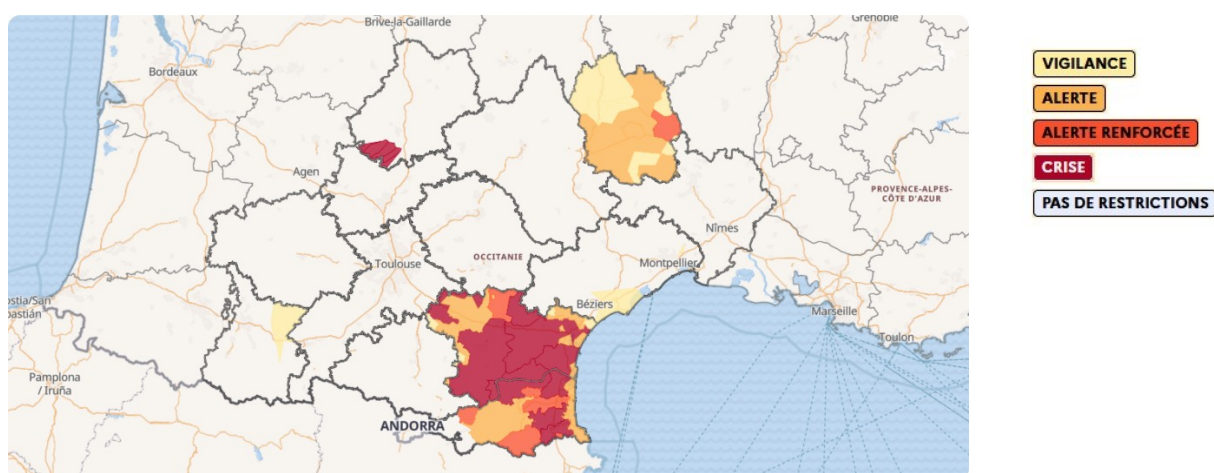 Brive-la-Gaillarde
Grenoble
Bordeaux
Agen
PROVENCE-ALPES-
CÔTE D'AZUR
Nîmes
Toulouse
OCCITANIE
Montpellier
Béziers
Marseille
Toulon
Pamplona
/ Iruña
ANDORRA
VIGILANCE
ALERTE
ALERTE RENFORCÉE
CRISE
PAS DE RESTRICTIONS